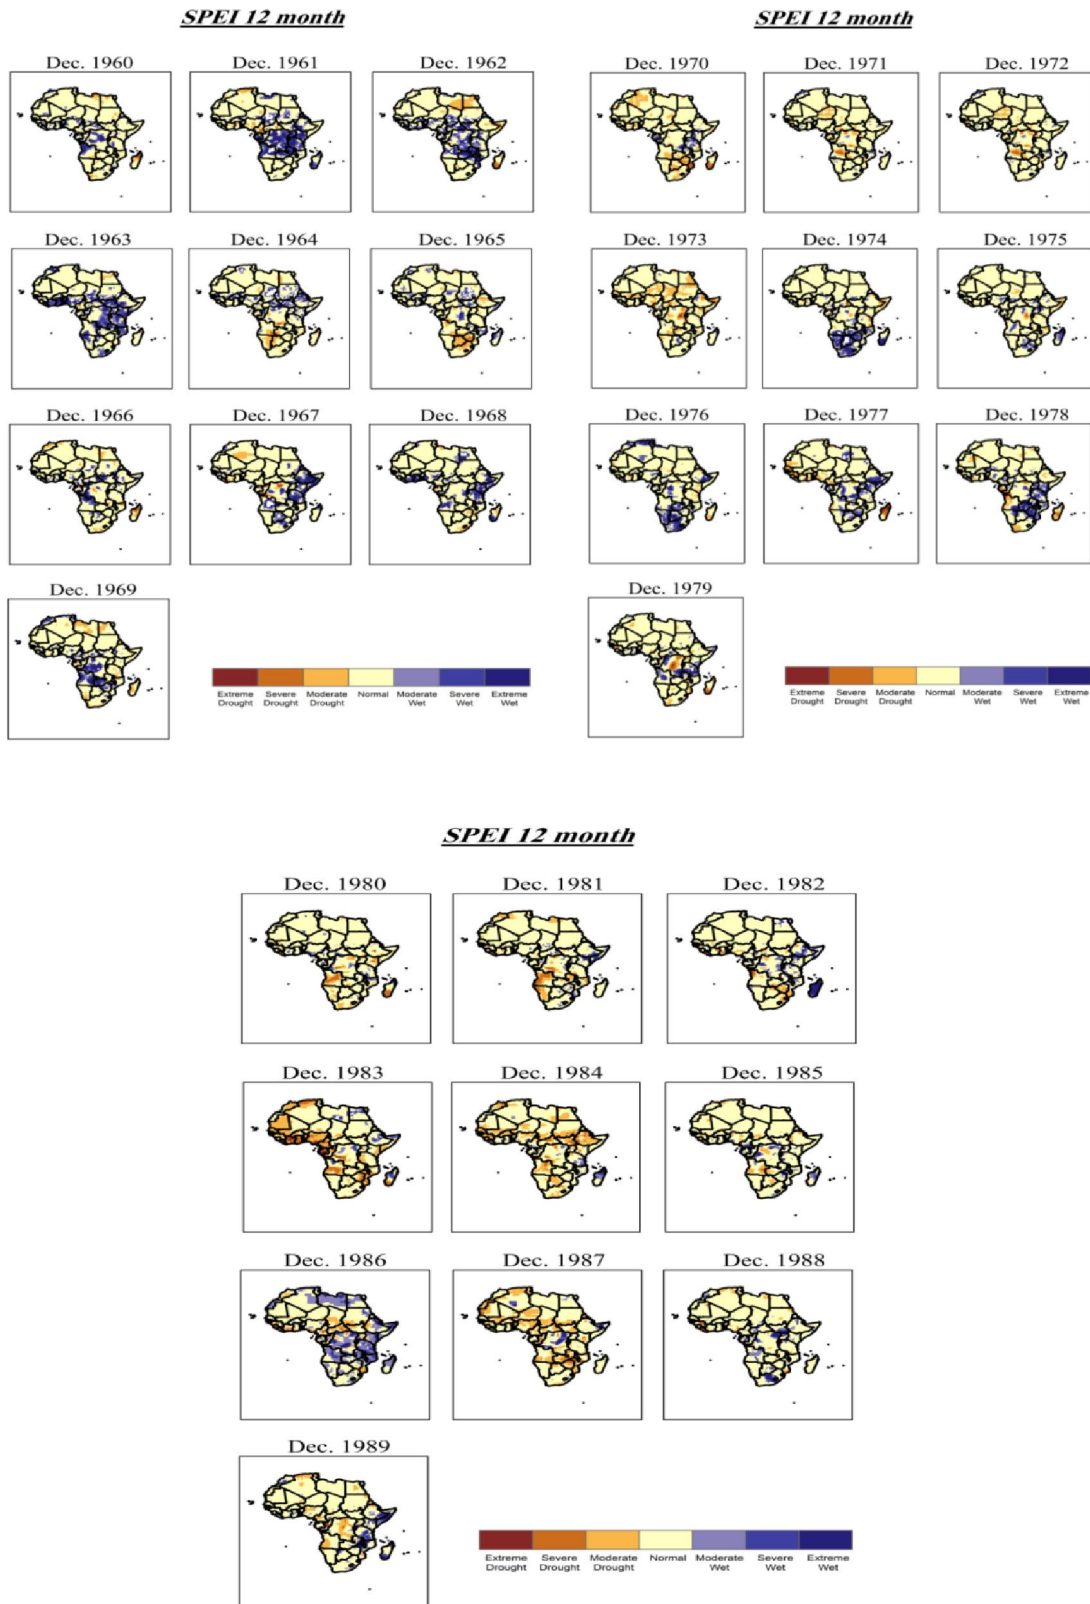 SPEI 12 month
Dec. 1960 Dec. 1961 Dec. 1962
Dec. 1963 Dec. 1964 Dec. 1965
Dec. 1966 Dec. 1967 Dec. 1968
Dec. 1969
Extreme Drought Severe Drought Moderate Drought Normal Moderate Wet Severe Wet Extreme Wet
SPEI 12 month
Dec. 1970 Dec. 1971 Dec. 1972
Dec. 1973 Dec. 1974 Dec. 1975
Dec. 1976 Dec. 1977 Dec. 1978
Dec. 1979
Extreme Drought Severe Drought Moderate Drought Normal Moderate Wet Severe Wet Extreme Wet
SPEI 12 month
Dec. 1980 Dec. 1981 Dec. 1982
Dec. 1983 Dec. 1984 Dec. 1985
Dec. 1986 Dec. 1987 Dec. 1988
Dec. 1989
Extreme Drought Severe Drought Moderate Drought Normal Moderate Wet Severe Wet Extreme Wet